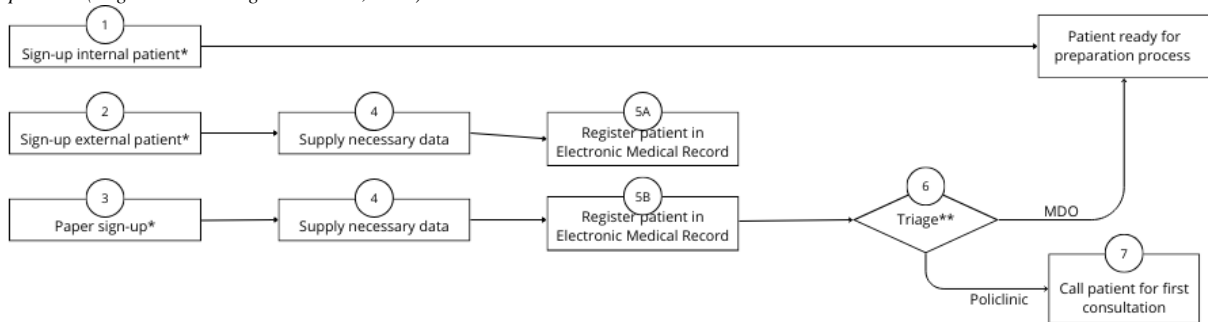 1
Sign-up internal patient*
Patient ready for
preparation process
2
Sign-up external patient*
4
Supply necessary data
5A
Register patient in
Electronic Medical Record
3
Paper sign-up*
4
Supply necessary data
5B
Register patient in
Electronic Medical Record
6
Triage**
MDO
Policlinic
7
Call patient for first
consultation